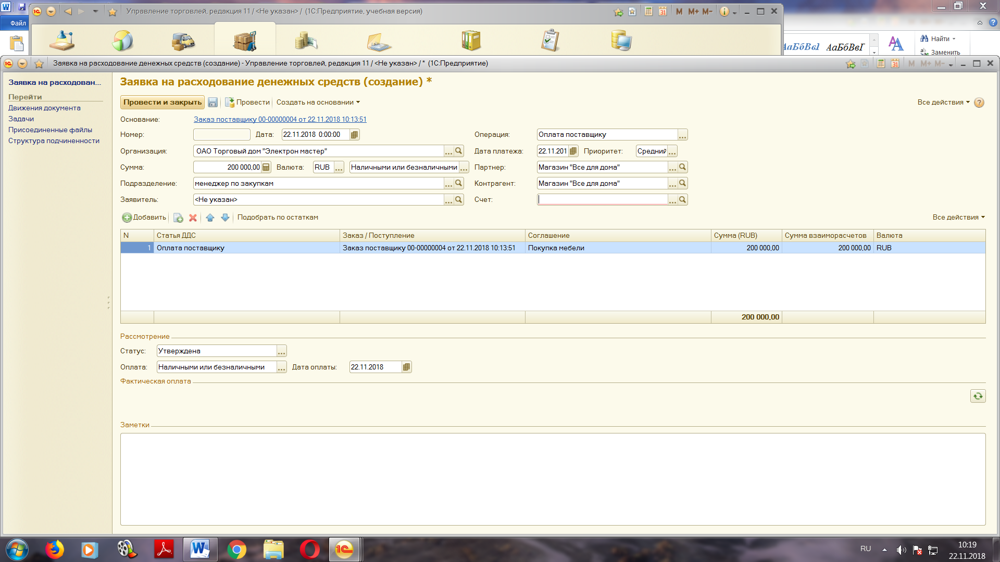 Управление торговлей, редакция 11 / <Не указан> / (1С:Предприятие, учебная версия)
M M+ M-
Файл
Найти
Заменить
АаБбВвГ
Заявка на расходование денежных средств (создание) - Управление торговлей, редакция 11 / <Не указан> / * (1С:Предприятие)
M M+ M-
Заявка на расходован...
Перейти
Движения документа
Задачи
Присоединенные файлы
Структура подчиненности
Заявка на расходование денежных средств (создание) *
Провести и закрыть Провести Создать на основании Все действия
Основание: Заказ поставщику 00-00000004 от 22.11.2018 10:13:51
Номер: Дата: 22.11.2018 0:00:00 Операция: Оплата поставщику
Организация: ОАО Торговый дом "Электрон мастер" Дата платежа: 22.11.201 Приоритет: Средний
Сумма: 200 000,00 Валюта: RUB Наличными или безналичными Партнер: Магазин "Все для дома"
Подразделение: менеджер по закупкам Контрагент: Магазин "Все для дома"
Заявитель: <Не указан> Счет:
Добавить Подобрать по остаткам Все действия
N Статья ДДС Заказ / Поступление Соглашение Сумма (RUB) Сумма взаиморасчетов Валюта
1 Оплата поставщику Заказ поставщику 00-00000004 от 22.11.2018 10:13:51 Покупка мебели 200 000,00 200 000,00 RUB
200 000,00
Рассмотрение
Статус: Утверждена
Оплата: Наличными или безналичными Дата оплаты: 22.11.2018
Фактическая оплата
Заметки
RU
10:19
22.11.2018